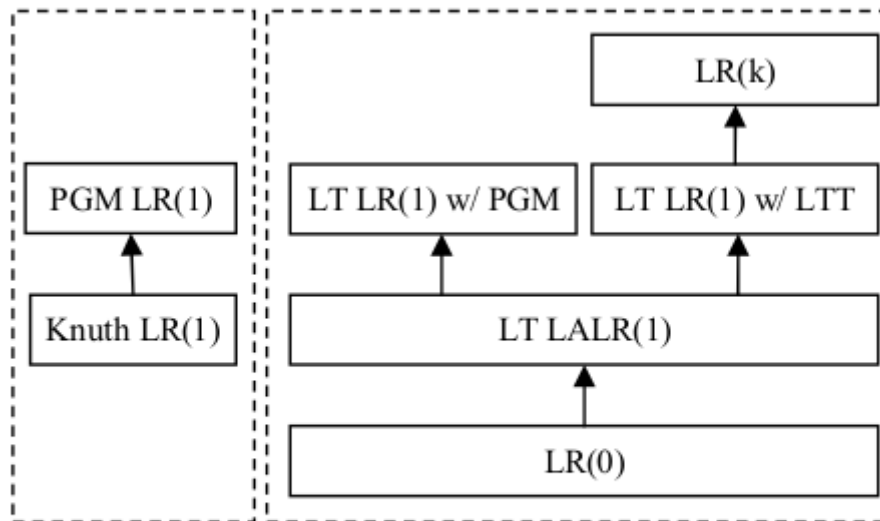 LR(k)
PGM LR(1)
LT LR(1) w/ PGM
LT LR(1) w/ LTT
Knuth LR(1)
LT LALR(1)
LR(0)